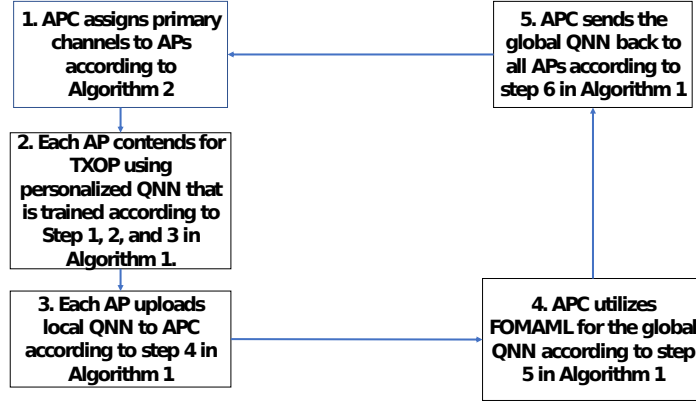 1. APC assigns primary
channels to APs
according to
Algorithm 2
2. Each AP contends for
TXOP using
personalized QNN that
is trained according to
Step 1, 2, and 3 in
Algorithm 1.
3. Each AP uploads
local QNN to APC
according to step 4 in
Algorithm 1
4. APC utilizes
FOMAML for the global
QNN according to step
5 in Algorithm 1
5. APC sends the
global QNN back to
all APs according to
step 6 in Algorithm 1